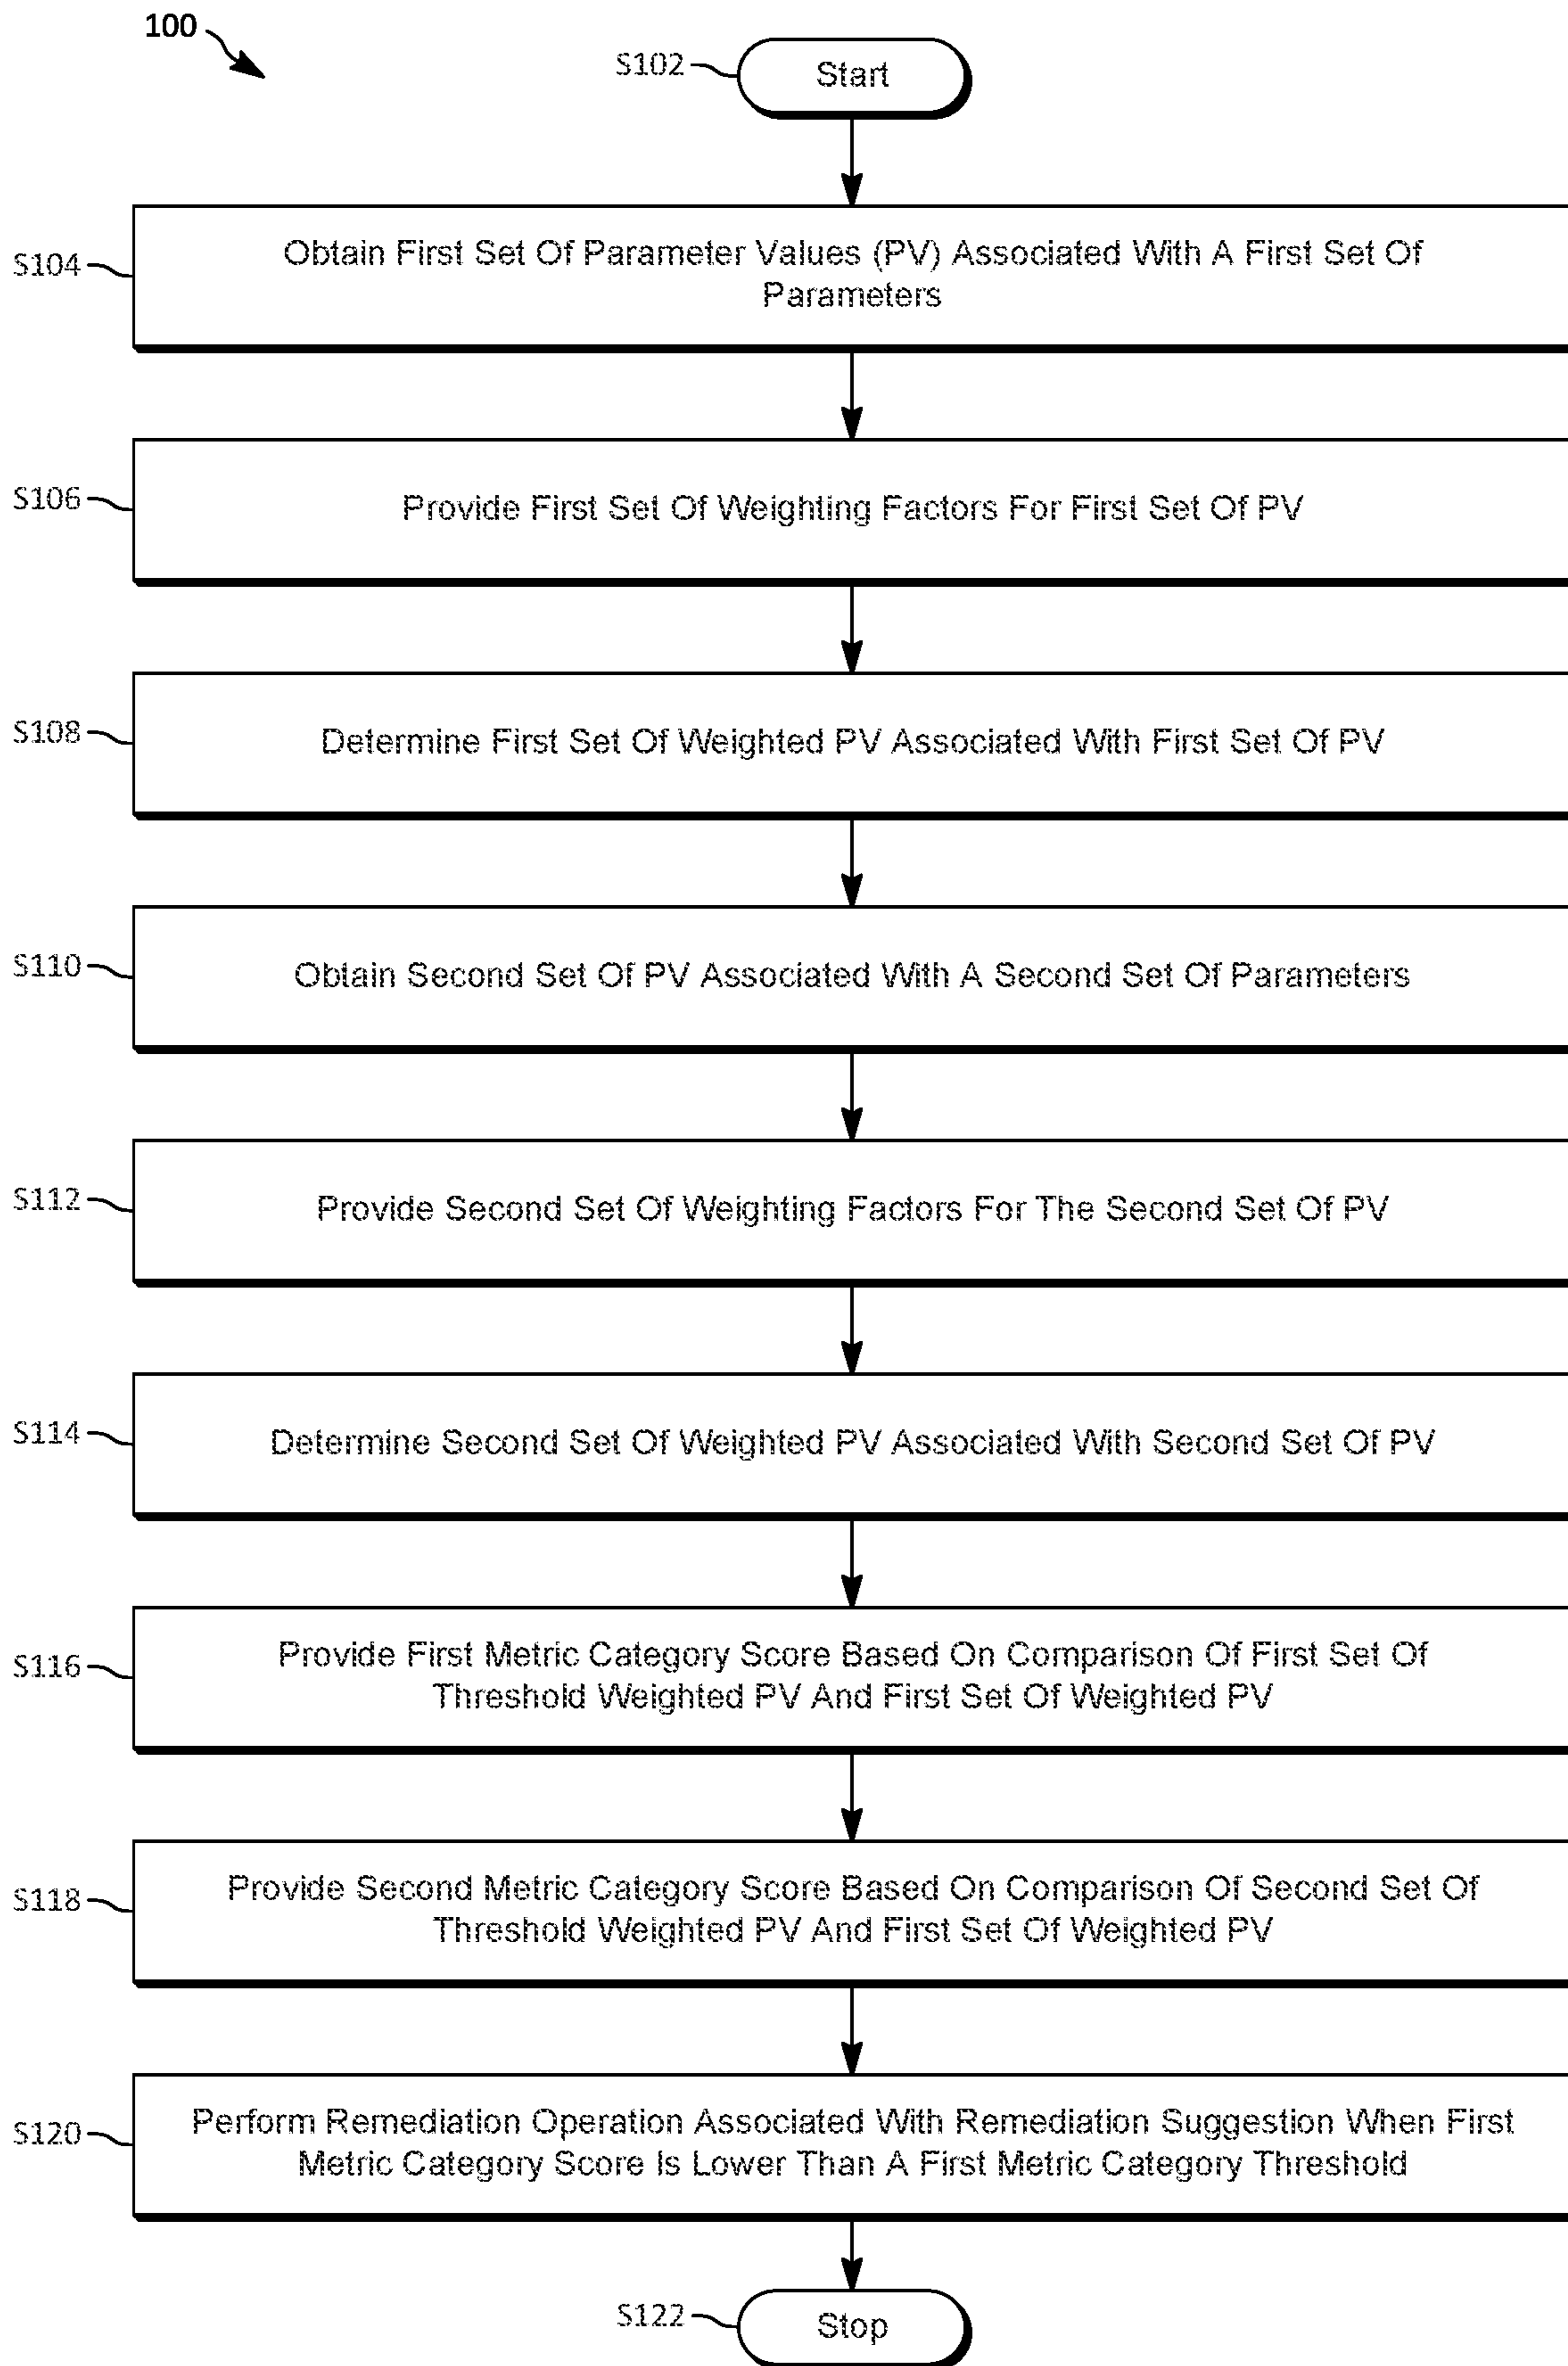 100
S102
Start
S104
Obtain First Set Of Parameter Values (PV) Associated With A First Set Of
Parameters
S106
Provide First Set Of Weighting Factors For First Set Of PV
S108
Determine First Set Of Weighted PV Associated With First Set Of PV
S110
Obtain Second Set Of PV Associated With A Second Set Of Parameters
S112
Provide Second Set Of Weighting Factors For The Second Set Of PV
S114
Determine Second Set Of Weighted PV Associated With Second Set Of PV
S116
Provide First Metric Category Score Based On Comparison Of First Set Of
Threshold Weighted PV And First Set Of Weighted PV
S118
Provide Second Metric Category Score Based On Comparison Of Second Set Of
Threshold Weighted PV And First Set Of Weighted PV
S120
Perform Remediation Operation Associated With Remediation Suggestion When First
Metric Category Score Is Lower Than A First Metric Category Threshold
S122
Stop